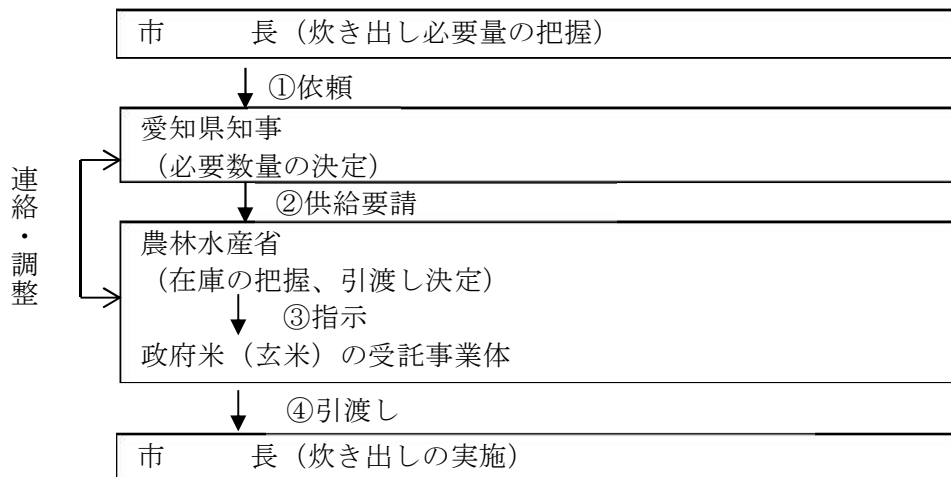 市　　　長（炊き出し必要量の把握）
①依頼
愛知県知事
（必要数量の決定）
連絡・調整
②供給要請
農林水産省
（在庫の把握、引渡し決定）
③指示
政府米（玄米）の受託事業体
④引渡し
市　　　長（炊き出しの実施）